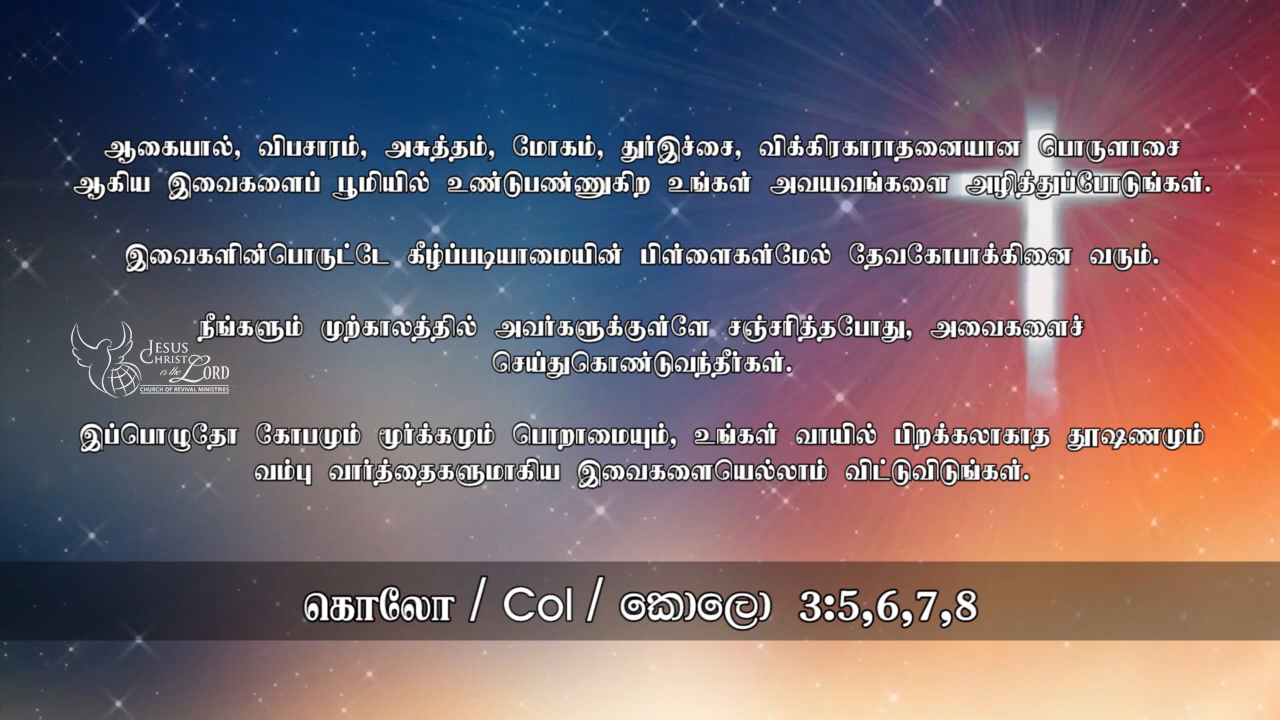 ஆகையால், விபசாரம், அசுத்தம், மோகம், துர்இச்சை, விக்கிரகாராதனையான பொருளாசை
ஆகிய இவைகளைப் பூமியில் உண்டுபண்ணுகிற உங்கள் அவயவங்களை அழித்துப்போடுங்கள்.
இவைகளின்பொருட்டே கீழ்ப்படியாமையின் பிள்ளைகள்மேல் தேவகோபாக்கினை வரும்.
நீங்களும் முற்காலத்தில் அவர்களுக்குள்ளே சஞ்சரித்தபோது, அவைகளைச்
செய்துகொண்டுவந்தீர்கள்.
JESUS
CHRIST
is the LORD
CHURCH OF REVIVAL MINISTRIES
இப்பொழுதோ கோபமும் மூர்க்கமும் பொறாமையும், உங்கள் வாயில் பிறக்கலாகாத தூஷணமும்
வம்பு வார்த்தைகளுமாகிய இவைகளையெல்லாம் விட்டுவிடுங்கள்.
கொலோ / Col / කොලො 3:5,6,7,8